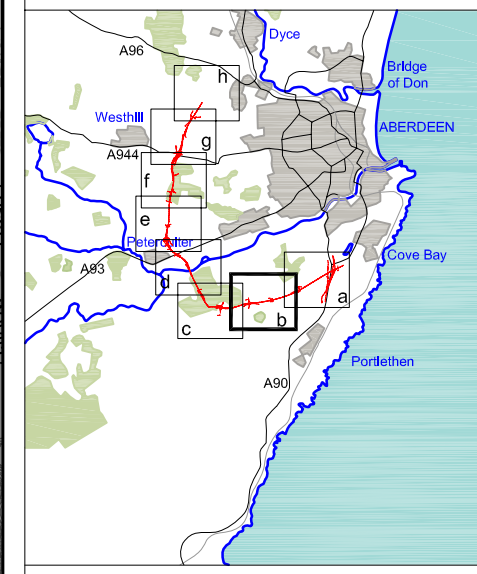 Dyce
A96
Bridge
of Don
h
Westhill
ABERDEEN
g
A944
f
e
Peterculter
Cove Bay
A93
d
a
b
c
Portlethen
A90